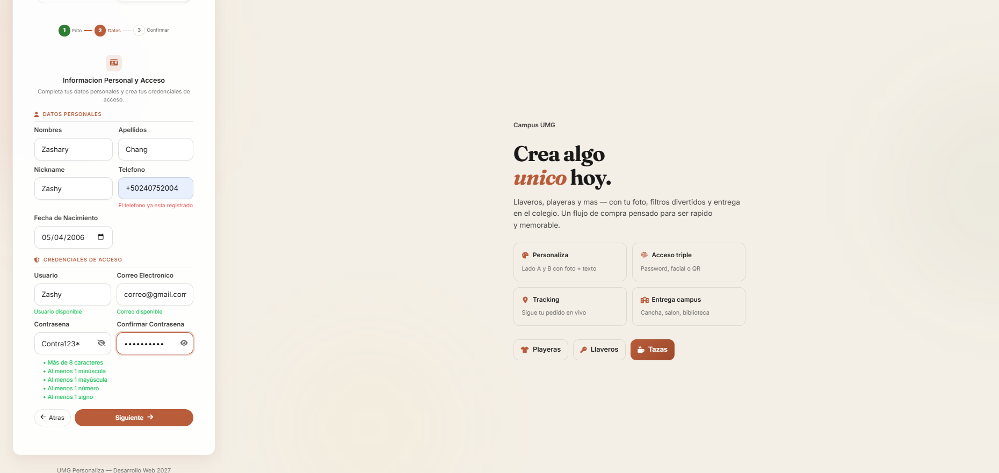 1 Foto 2 Datos 3 Confirmar
Informacion Personal y Acceso
Completa tus datos personales y crea tus credenciales de
acceso.
DATOS PERSONALES
Nombres Apellidos
Zashary Chang
Nickname Telefono
Zashy +50240752004
El telefono ya esta registrado
Fecha de Nacimiento
05/04/2006
CREDENCIALES DE ACCESO
Usuario Correo Electronico
Zashy correo@gmail.com
Usuario disponible Correo disponible
Contrasena Confirmar Contrasena
Contra123* ••••••••••
• Más de 8 caracteres
• Al menos 1 minúscula
• Al menos 1 mayúscula
• Al menos 1 número
• Al menos 1 signo
← Atras Siguiente →
UMG Personaliza — Desarrollo Web 2027
Campus UMG
Crea algo
unico hoy.
Llaveros, playeras y mas — con tu foto, filtros divertidos y entrega
en el colegio. Un flujo de compra pensado para ser rapido
y memorable.
Personaliza
Lado A y B con foto + texto
Acceso triple
Password, facial o QR
Tracking
Sigue tu pedido en vivo
Entrega campus
Cancha, salon, biblioteca
Playeras Llaveros Tazas